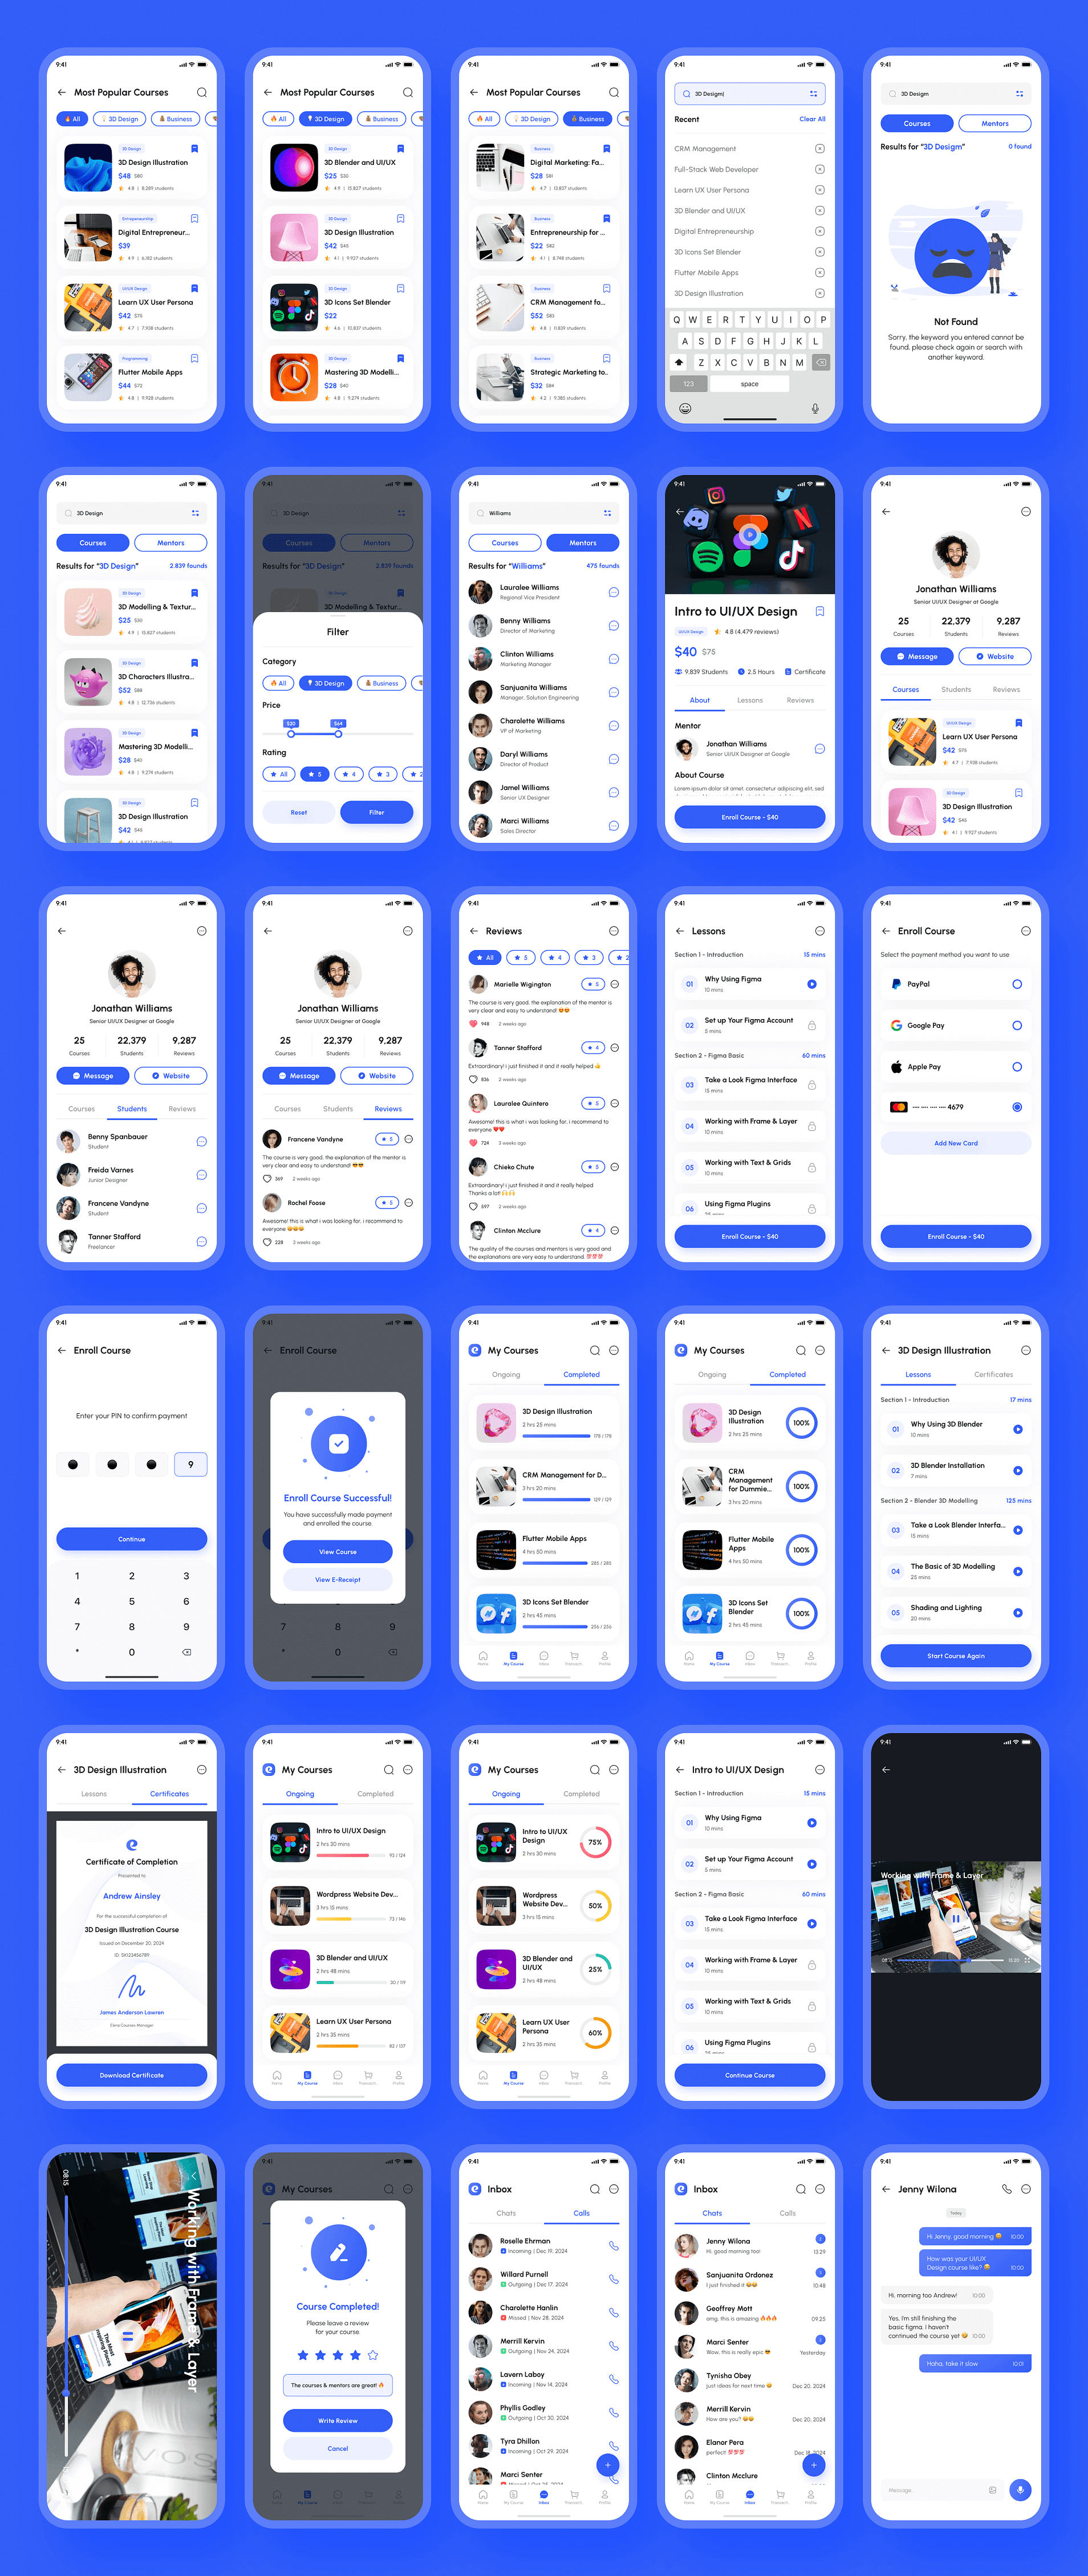 9:41
Most Popular Courses
All
3D Design
Business
3D Design
3D Design Illustration
$48 $80
4.8 | 8,289 students
Entrepreneurship
Digital Entrepreneur...
$39
4.9 | 6,313 students
UI/UX Design
Learn UX User Persona
$42 $75
4.7 | 7,938 students
Programming
Flutter Mobile Apps
$44 $72
4.8 | 9,928 students
9:41
Most Popular Courses
All
3D Design
Business
3D Design
3D Blender and UI/UX
$25
4.9 | 15,827 students
3D Design
3D Design Illustration
$42 $45
4.1 | 9,927 students
3D Design
3D Icons Set Blender
$22
4.6 | 10,837 students
3D Design
Mastering 3D Modelli...
$28 $40
4.8 | 9,274 students
9:41
Most Popular Courses
All
3D Design
Business
Business
Digital Marketing: Fa...
$28 $81
4.7 | 13,837 students
Business
Entrepreneurship for ...
$22 $82
4.1 | 8,748 students
Business
CRM Management fo...
$52
4.8 | 11,839 students
Business
Strategic Marketing to..
$32 $84
4.2 | 9,385 students
9:41
3D Desigm
Recent
Clear All
CRM Management
Full-Stack Web Developer
Learn UX User Persona
3D Blender and UI/UX
Digital Entrepreneurship
3D Icons Set Blender
Flutter Mobile Apps
3D Design Illustration
Q W E R T Y U I O P
A S D F G H J K L
Z X C V B N M
123
space
9:41
3D Desigm
Courses
Mentors
Results for “3D Desigm”
0 found
Not Found
Sorry, the keyword you entered cannot be
found, please check again or search with
another keyword.
9:41
3D Design
Courses
Mentors
Results for “3D Design”
2.839 founds
3D Design
3D Modelling & Textur...
$25
4.9 | 15,827 students
3D Design
3D Characters Illustra...
$52 $88
4.8 | 12,736 students
3D Design
Mastering 3D Modelli...
$28 $40
4.8 | 9,274 students
3D Design
3D Design Illustration
$42 $45
9:41
3D Design
Courses
Mentors
Results for “3D Design”
2.839 founds
3D Design
3D Modelling & Textur...
Filter
Category
All
3D Design
Business
Price
$20
$64
Rating
All
5
4
3
2
Reset
Filter
9:41
Williams
Courses
Mentors
Results for “Williams”
475 founds
Lauralee Williams
Regional Vice President
Benny Williams
Director of Marketing
Clinton Williams
Marketing Manager
Sanjuanita Williams
Manager, Solution Engineering
Charolette Williams
VP of Marketing
Daryl Williams
Director of Product
Jamel Williams
Senior UX Designer
Marci Williams
Sales Director
9:41
Intro to UI/UX Design
UI/UX Design
4.8 (4.479 reviews)
$40 $75
9,839 Students
2.5 Hours
Certificate
About
Lessons
Reviews
Mentor
Jonathan Williams
Senior UI/UX Designer at Google
About Course
Lorem ipsum dolor sit amet, consectetur adipiscing elit, sed
Enroll Course - $40
9:41
Jonathan Williams
Senior UI/UX Designer at Google
25
22,379
9,287
Courses
Students
Reviews
Message
Website
Courses
Students
Reviews
UI/UX Design
Learn UX User Persona
$42 $75
4.7 | 7,938 students
3D Design
3D Design Illustration
$42 $45
4.1 | 9,927 students
9:41
Jonathan Williams
Senior UI/UX Designer at Google
25
22,379
9,287
Courses
Students
Reviews
Message
Website
Courses
Students
Reviews
Benny Spanbauer
Student
Freida Varnes
Junior Designer
Francene Vandyne
Student
Tanner Stafford
Freelancer
9:41
Jonathan Williams
Senior UI/UX Designer at Google
25
22,379
9,287
Courses
Students
Reviews
Message
Website
Courses
Students
Reviews
Francene Vandyne
5
The course is very good, the explanation of the mentor is
very clear and easy to understand! 😍😍
369
2 weeks ago
Rochel Foose
5
Awesome! this is what i was looking for, i recommend to
everyone
228
3 weeks ago
9:41
Reviews
All
5
4
3
2
Marielle Wigington
5
The course is very good, the explanation of the mentor is
very clear and easy to understand! 😍😍
948
2 weeks ago
Tanner Stafford
4
Extraordinary! i just finished it and it really helped 👍
836
2 weeks ago
Lauralee Quintero
5
Awesome! this is what i was looking for, i recommend to
everyone ❤️❤️
724
3 weeks ago
Chieko Chute
5
Extraordinary! i just finished it and it really helped
Thanks a lot! 🙌🙌
597
2 weeks ago
Clinton Mcclure
4
The quality of the courses and mentors is very good and
the explanations are very easy to understand 💯💯💯
9:41
Lessons
Section 1 - Introduction
15 mins
01
Why Using Figma
10 mins
02
Set up Your Figma Account
5 mins
Section 2 - Figma Basic
60 mins
03
Take a Look Figma Interface
15 mins
04
Working with Frame & Layer
10 mins
05
Working with Text & Grids
10 mins
06
Using Figma Plugins
Enroll Course - $40
9:41
Enroll Course
Select the payment method you want to use
PayPal
Google Pay
Apple Pay
•••• •••• •••• 4679
Add New Card
Enroll Course - $40
9:41
Enroll Course
Enter your PIN to confirm payment
9
Continue
1 2 3
4 5 6
7 8 9
* 0
9:41
Enroll Course
Enroll Course Successful!
You have successfully made payment
and enrolled the course.
View Course
View E-Receipt
7 8 9
* 0
9:41
My Courses
Ongoing
Completed
3D Design Illustration
2 hrs 25 mins
178 / 178
CRM Management for D...
3 hrs 20 mins
129 / 129
Flutter Mobile Apps
4 hrs 50 mins
285 / 285
3D Icons Set Blender
2 hrs 45 mins
256 / 256
Home
My Course
Inbox
Transact..
Profile
9:41
My Courses
Ongoing
Completed
3D Design
Illustration
2 hrs 25 mins
100%
CRM
Management
for Dummie...
3 hrs 20 mins
100%
Flutter Mobile
Apps
4 hrs 50 mins
100%
3D Icons Set
Blender
2 hrs 45 mins
100%
Home
My Course
Inbox
Transact..
Profile
9:41
3D Design Illustration
Lessons
Certificates
Section 1 - Introduction
17 mins
01
Why Using 3D Blender
10 mins
02
3D Blender Installation
7 mins
Section 2 - Blender 3D Modelling
125 mins
03
Take a Look Blender Interfa...
15 mins
04
The Basic of 3D Modelling
25 mins
05
Shading and Lighting
20 mins
Start Course Again
9:41
3D Design Illustration
Lessons
Certificates
Certificate of Completion
Presented to
Andrew Ainsley
For the successful completion of
3D Design Illustration Course
Issued on December 20, 2024
ID: SK123456789
James Anderson Lawren
Elera Courses Manager
Download Certificate
9:41
My Courses
Ongoing
Completed
Intro to UI/UX Design
2 hrs 30 mins
93 / 124
Wordpress Website Dev...
3 hrs 15 mins
73 / 146
3D Blender and UI/UX
2 hrs 48 mins
30 / 119
Learn UX User Persona
2 hrs 35 mins
82 / 137
Home
My Course
Inbox
Transact..
Profile
9:41
My Courses
Ongoing
Completed
Intro to UI/UX
Design
2 hrs 30 mins
75%
Wordpress
Website Dev...
3 hrs 15 mins
50%
3D Blender and
UI/UX
2 hrs 48 mins
25%
Learn UX User
Persona
2 hrs 35 mins
60%
Home
My Course
Inbox
Transact..
Profile
9:41
Intro to UI/UX Design
Section 1 - Introduction
15 mins
01
Why Using Figma
10 mins
02
Set up Your Figma Account
5 mins
Section 2 - Figma Basic
60 mins
03
Take a Look Figma Interface
15 mins
04
Working with Frame & Layer
10 mins
05
Working with Text & Grids
10 mins
06
Using Figma Plugins
Continue Course
9:41
Working with Frame & Layer
08:15
Working with Frame & Layer
08:15
The Most
Inspiring Places
My Courses
Course Completed!
Please leave a review
for your course.
The courses & mentors are great! 🔥
Write Review
Cancel
Home
My Course
Inbox
Transact..
Profile
9:41
Inbox
Chats
Calls
Roselle Ehrman
Incoming | Dec 19, 2024
Willard Purnell
Outgoing | Dec 17, 2024
Charolette Hanlin
Missed | Nov 28, 2024
Merrill Kervin
Outgoing | Nov 24, 2024
Lavern Laboy
Incoming | Nov 14, 2024
Phyllis Godley
Outgoing | Oct 30, 2024
Tyra Dhillon
Incoming | Oct 29, 2024
Marci Senter
Home
My Course
Inbox
Transact..
Profile
9:41
Inbox
Chats
Calls
Jenny Wilona
Hi, good morning too!
13.29
Sanjuanita Ordonez
I just finished it
10.48
Geoffrey Mott
omg, this is amazing 🔥🔥🔥
09.25
Marci Senter
Wow, this is really epic 😎
Yesterday
Tynisha Obey
just ideas for next time
Dec 20, 2024
Merrill Kervin
How are you?
Dec 20, 2024
Elanor Pera
perfect! 💯💯💯
Dec 18, 2024
Clinton Mcclure
Home
My Course
Inbox
Transact..
Profile
9:41
Jenny Wilona
Today
Hi Jenny, good morning
10:00
How was your UI/UX
Design course like?
10:00
Hi, morning too Andrew!
10:00
Yes, I'm still finishing the
basic figma, I haven't
continued the course yet
10:00
Haha, take it slow
10:01
Message...